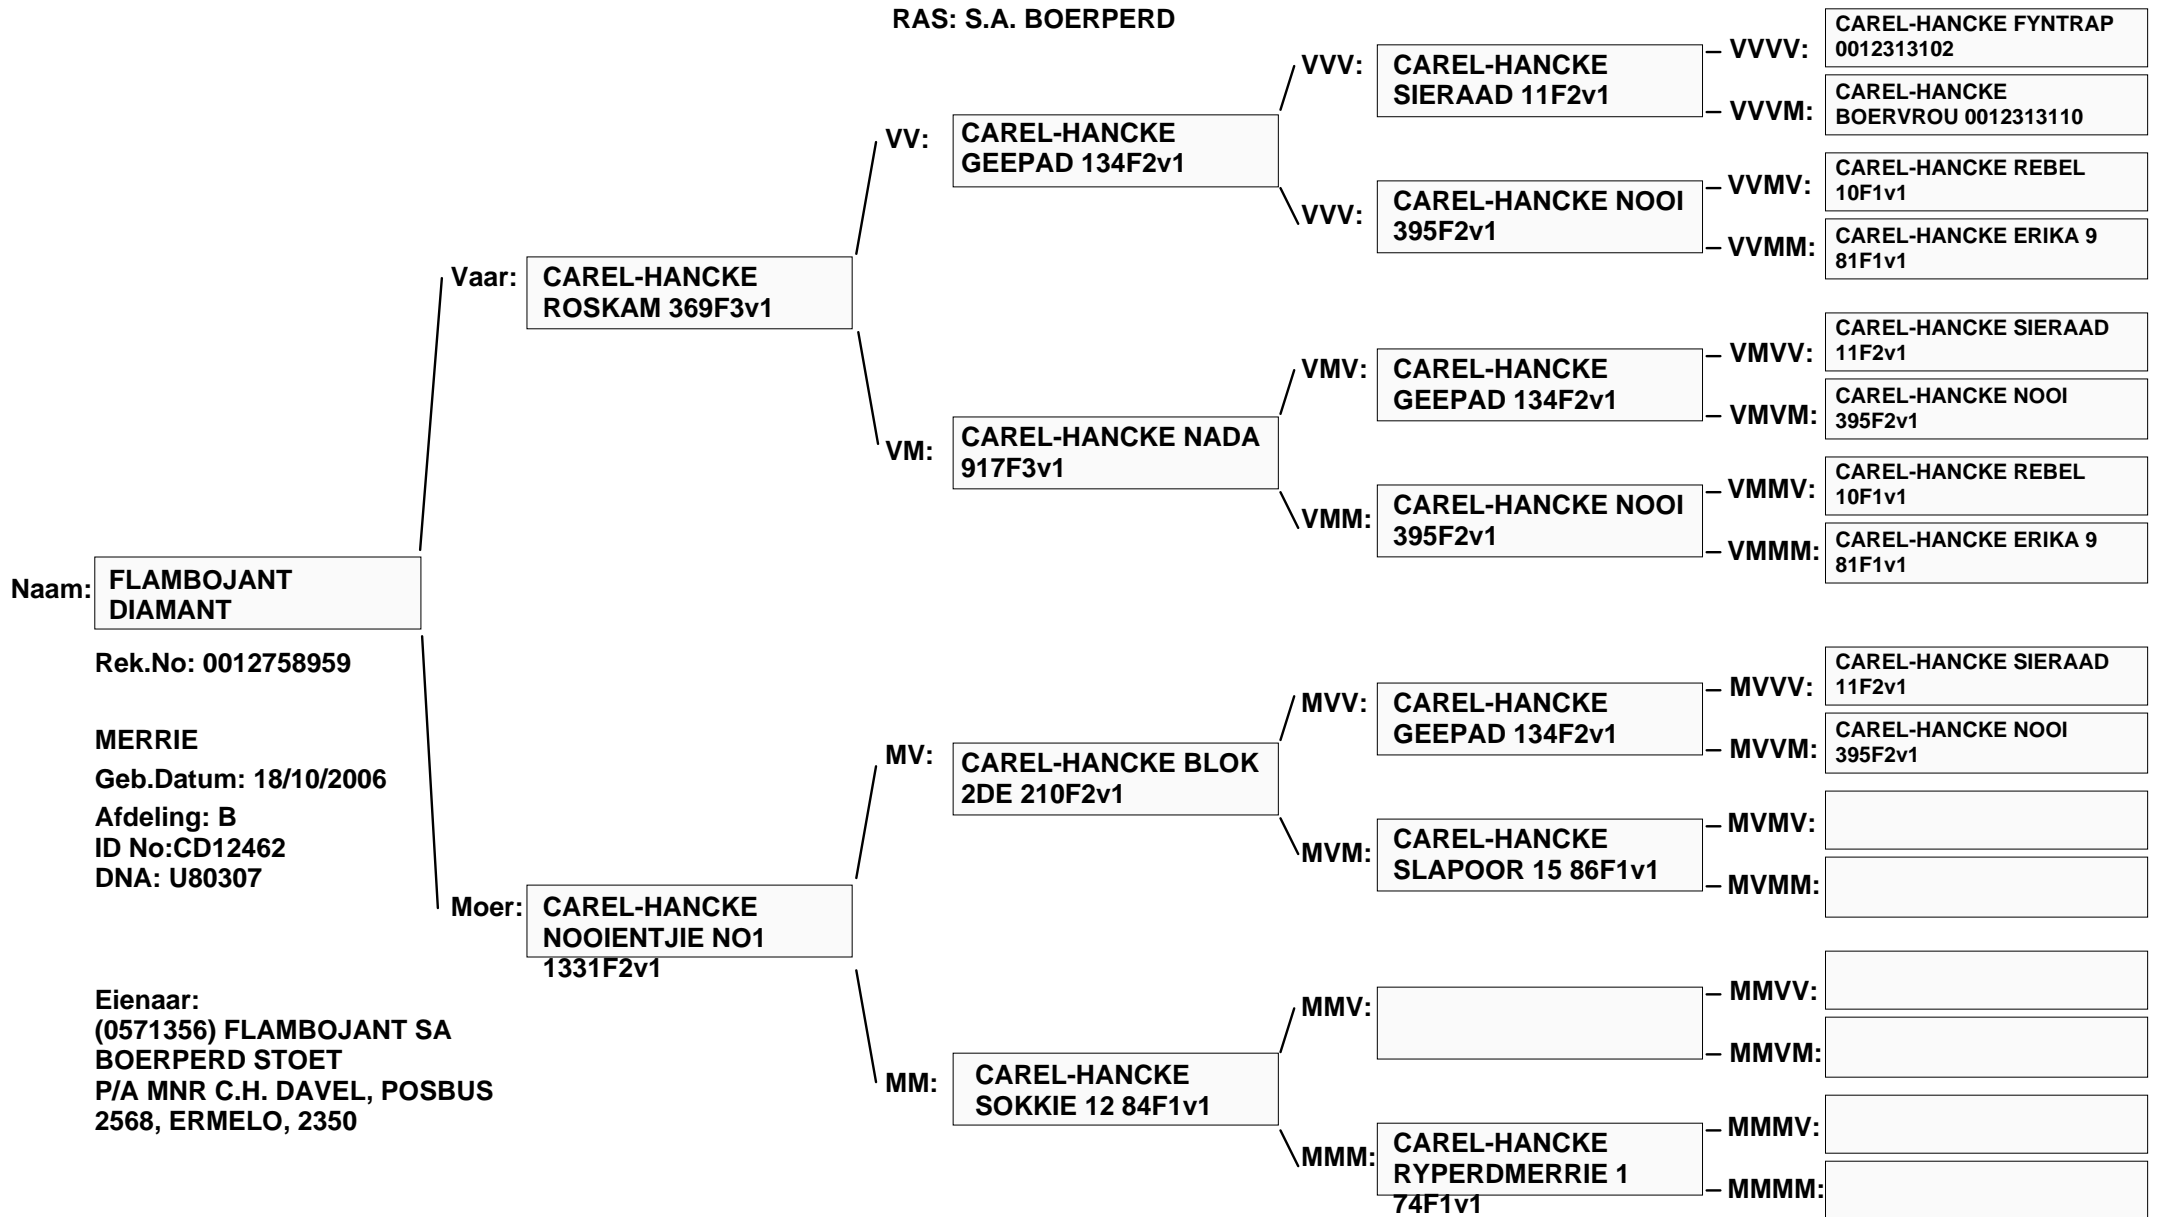 RAS: S.A. BOERPERD
Naam:
FLAMBOJANT
DIAMANT
Rek.No: 0012758959
MERRIE
Geb.Datum: 18/10/2006
Afdeling: B
ID No:CD12462
DNA: U80307
Eienaar:
(0571356) FLAMBOJANT SA
BOERPERD STOET
P/A MNR C.H. DAVEL, POSBUS
2568, ERMELO, 2350
Vaar:
CAREL-HANCKE
ROSKAM 369F3v1
Moer:
CAREL-HANCKE
NOOIENTJIE NO1
1331F2v1
VV:
CAREL-HANCKE
GEEPAD 134F2v1
VM:
CAREL-HANCKE NADA
917F3v1
MV:
CAREL-HANCKE BLOK
2DE 210F2v1
MM:
CAREL-HANCKE
SOKKIE 12 84F1v1
VVV:
CAREL-HANCKE
SIERAAD 11F2v1
VVV:
CAREL-HANCKE NOOI
395F2v1
VMV:
CAREL-HANCKE
GEEPAD 134F2v1
VMM:
CAREL-HANCKE NOOI
395F2v1
MVV:
CAREL-HANCKE
GEEPAD 134F2v1
MVM:
CAREL-HANCKE
SLAPOOR 15 86F1v1
MMV:
MMM:
CAREL-HANCKE
RYPERDMERRIE 1
74F1v1
VVVV:
CAREL-HANCKE FYNTRAP
0012313102
VVVM:
CAREL-HANCKE
BOERVROU 0012313110
VVMV:
CAREL-HANCKE REBEL
10F1v1
VVMM:
CAREL-HANCKE ERIKA 9
81F1v1
VMVV:
CAREL-HANCKE SIERAAD
11F2v1
VMVM:
CAREL-HANCKE NOOI
395F2v1
VMMV:
CAREL-HANCKE REBEL
10F1v1
VMMM:
CAREL-HANCKE ERIKA 9
81F1v1
MVVV:
CAREL-HANCKE SIERAAD
11F2v1
MVVM:
CAREL-HANCKE NOOI
395F2v1
MVMV:
MVMM:
MMVV:
MMVM:
MMMV:
MMMM: